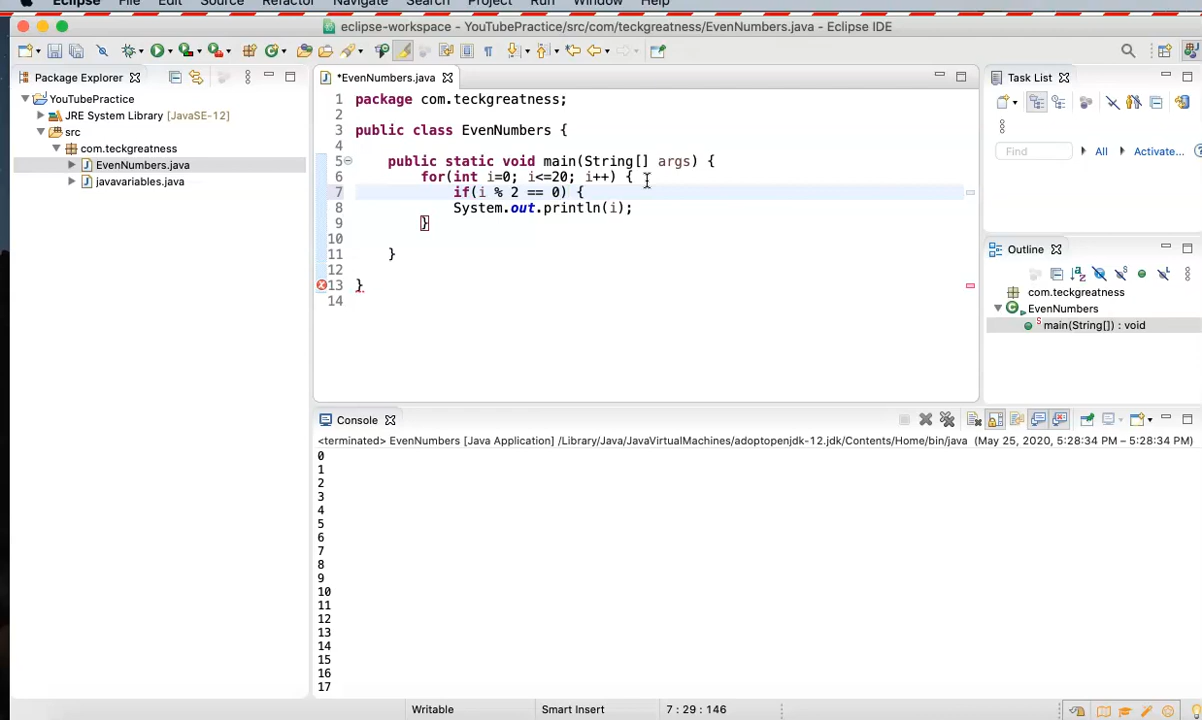 Eclipse File Edit Source Refactor Navigate Search Project Run Window Help
eclipse-workspace - YouTubePractice/src/com/teckgreatness/EvenNumbers.java - Eclipse IDE
Package Explorer
YouTubePractice
JRE System Library [JavaSE-12]
src
com.teckgreatness
EvenNumbers.java
javavariables.java
*EvenNumbers.java
1 package com.teckgreatness;
2
3 public class EvenNumbers {
4
5 public static void main(String[] args) {
6 for(int i=0; i<=20; i++) {
7 if(i % 2 == 0) {
8 System.out.println(i);
9 }
10
11 }
12
13 }
14
Task List
Find All Activate...
Outline
com.teckgreatness
EvenNumbers
main(String[]) : void
Console
<terminated> EvenNumbers [Java Application] /Library/Java/JavaVirtualMachines/adoptopenjdk-12.jdk/Contents/Home/bin/java (May 25, 2020, 5:28:34 PM – 5:28:34 PM)
0
1
2
3
4
5
6
7
8
9
10
11
12
13
14
15
16
17
Writable Smart Insert 7 : 29 : 146